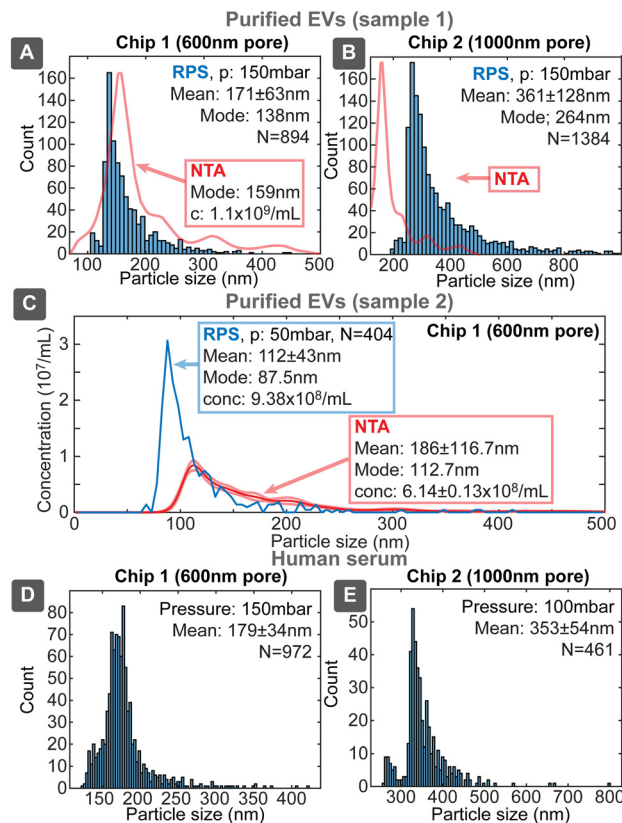 Purified EVs (sample 1)
A
Chip 1 (600nm pore)
RPS, p: 150mbar
Mean: 171±63nm
Mode: 138nm
N=894
NTA
Mode: 159nm
c: 1.1x10⁹/mL
Count
160
140
120
100
80
60
40
20
0
100 200 300 400 500
Particle size (nm)
B
Chip 2 (1000nm pore)
RPS, p: 150mbar
Mean: 361±128nm
Mode; 264nm
N=1384
NTA
Count
160
140
120
100
80
60
40
20
0
200 400 600 800
Particle size (nm)
Purified EVs (sample 2)
C
Chip 1 (600nm pore)
RPS, p: 50mbar, N=404
Mean: 112±43nm
Mode: 87.5nm
conc: 9.38x10⁸/mL
NTA
Mean: 186±116.7nm
Mode: 112.7nm
conc: 6.14±0.13x10⁸/mL
Concentration (10⁷/mL)
3
2
1
0
0 100 200 300 400 500
Particle size (nm)
Human serum
D
Chip 1 (600nm pore)
Pressure: 150mbar
Mean: 179±34nm
N=972
Count
80
70
60
50
40
30
20
10
0
150 200 250 300 350 400
Particle size (nm)
E
Chip 2 (1000nm pore)
Pressure: 100mbar
Mean: 353±54nm
N=461
Count
50
40
30
20
10
0
300 400 500 600 700 800
Particle size (nm)